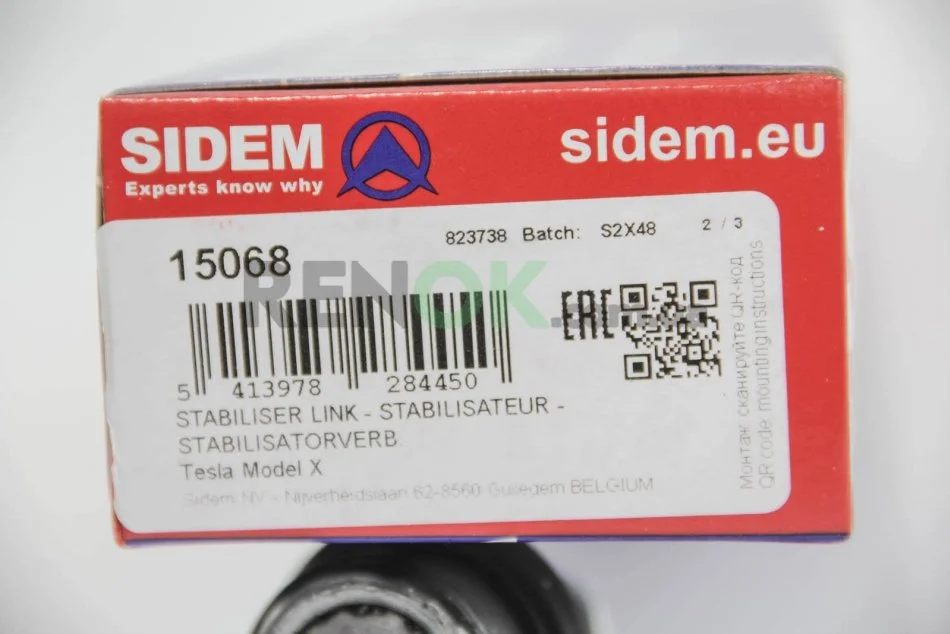 SIDEM
Experts know why
sidem.eu
823738 Batch: S2X48 2 / 3
15068
RENOK
EAC
5 413978 284450
STABILISER LINK - STABILISATEUR -
STABILISATORVERB.
Tesla Model X
Sidem NV - Nijverheidslaan 62-8560 Gullegem BELGIUM
Монтаж: сканируйте QR-код
QR code: mounting instructions